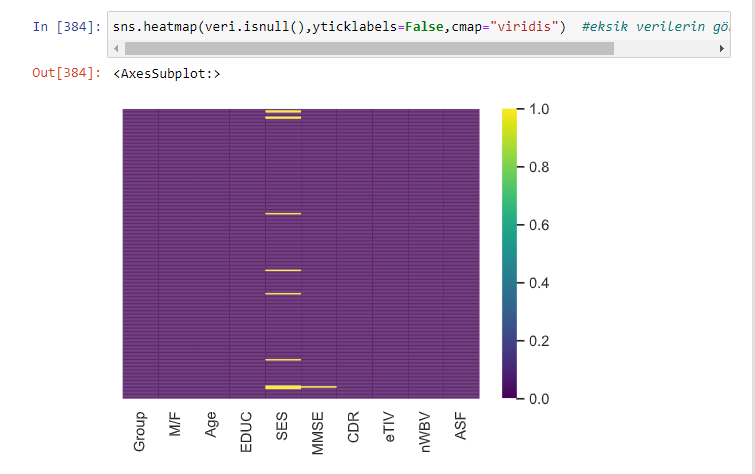 In [384]: sns.heatmap(veri.isnull(),yticklabels=False,cmap="viridis") #eksik verilerin gö
Out[384]: <AxesSubplot:>
1.0
0.8
0.6
0.4
0.2
0.0
Group
M/F
Age
EDUC
SES
MMSE
CDR
eTIV
nWBV
ASF